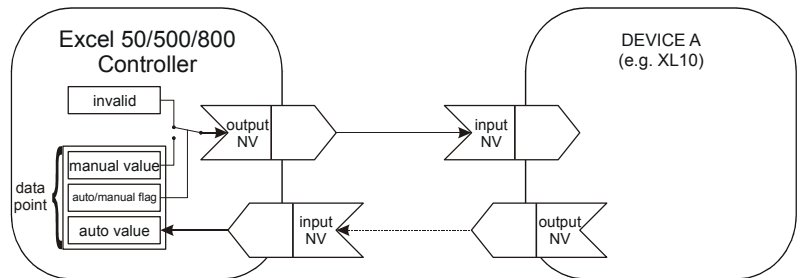 Excel 50/500/800
Controller
invalid
data
point
manual value
auto/manual flag
auto value
output
NV
input
NV
input
NV
output
NV
DEVICE A
(e.g. XL10)